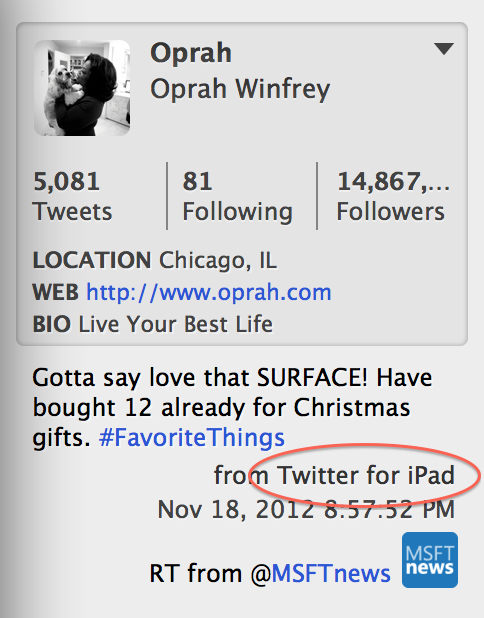 Oprah
Oprah Winfrey
5,081 81 14,867,...
Tweets Following Followers
LOCATION Chicago, IL
WEB http://www.oprah.com
BIO Live Your Best Life
Gotta say love that SURFACE! Have
bought 12 already for Christmas
gifts. #FavoriteThings
from Twitter for iPad
Nov 18, 2012 8:57:52 PM
RT from @MSFTnews
MSFT
news